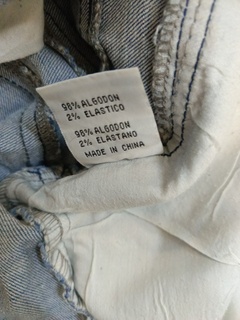 98% ALGODON
2% ELASTICO
98% ALGODON
2% ELASTANO
MADE IN CHINA